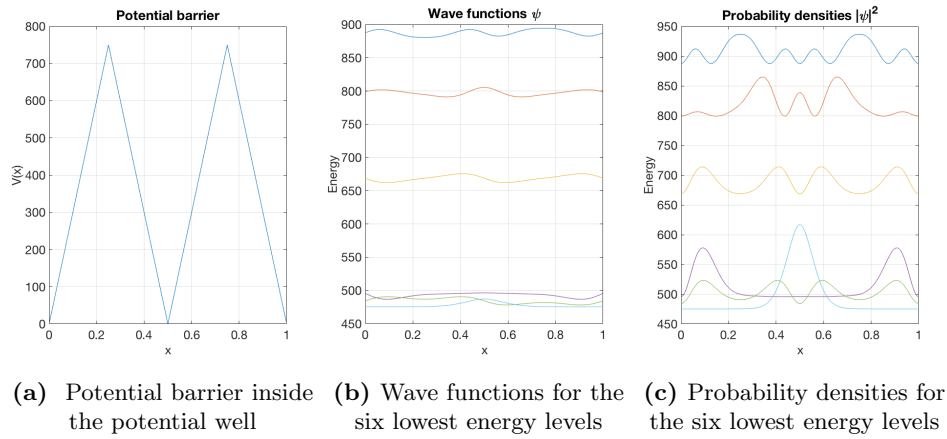 Potential barrier
800
700
600
500
400
300
200
100
0
V(x)
0 0.2 0.4 0.6 0.8 1
x
Wave functions ψ
900
850
800
750
700
650
600
550
500
450
Energy
0 0.2 0.4 0.6 0.8 1
x
Probability densities |ψ|²
950
900
850
800
750
700
650
600
550
500
450
Energy
0 0.2 0.4 0.6 0.8 1
x
(a) Potential barrier inside
the potential well
(b) Wave functions for the
six lowest energy levels
(c) Probability densities for
the six lowest energy levels